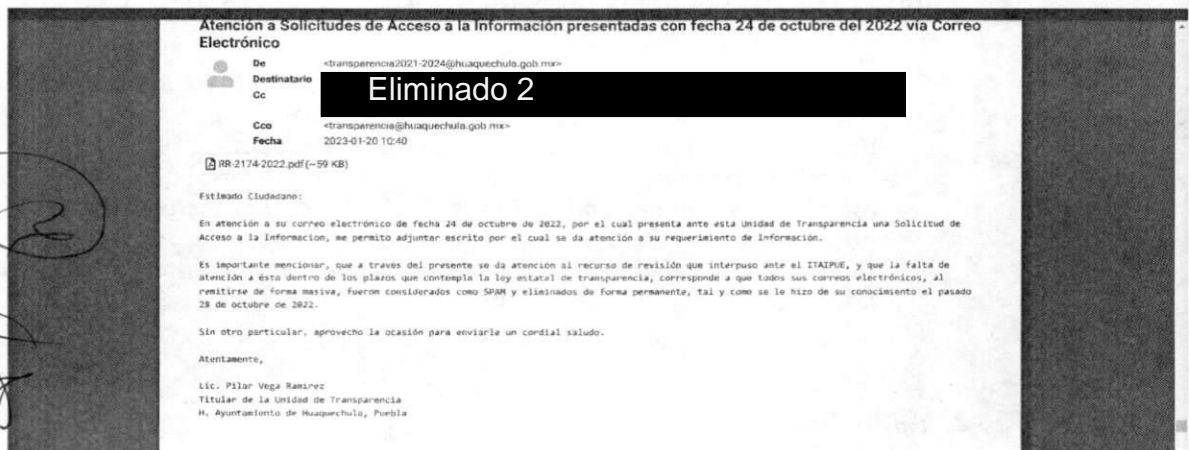 Atención a Solicitudes de Acceso a la Información presentadas con fecha 24 de octubre del 2022 vía Correo
Electrónico
De <transparencia2021-2024@huaquechula.gob.mx>
Destinatario
Cc
Eliminado 2
Cco <transparencia@huaquechula.gob.mx>
Fecha 2023-01-20 10:40
RR-2174-2022.pdf (~59 KB)
Estimado Ciudadano:
En atención a su correo electrónico de fecha 24 de octubre de 2022, por el cual presenta ante esta Unidad de Transparencia una Solicitud de
Acceso a la Información, me permito adjuntar escrito por el cual se da atención a su requerimiento de información.
Es importante mencionar, que a través del presente se da atención al recurso de revisión que interpuso ante el ITAIPUE, y que la falta de
atención a ésta dentro de los plazos que contempla la ley estatal de transparencia, corresponde a que todos sus correos electrónicos, al
remitirse de forma masiva, fueron considerados como SPAM y eliminados de forma permanente, tal y como se le hizo de su conocimiento el pasado
28 de octubre de 2022.
Sin otro particular, aprovecho la ocasión para enviarle un cordial saludo.
Atentamente,
Lic. Pilar Vega Ramirez
Titular de la Unidad de Transparencia
H. Ayuntamiento de Huaquechula, Puebla